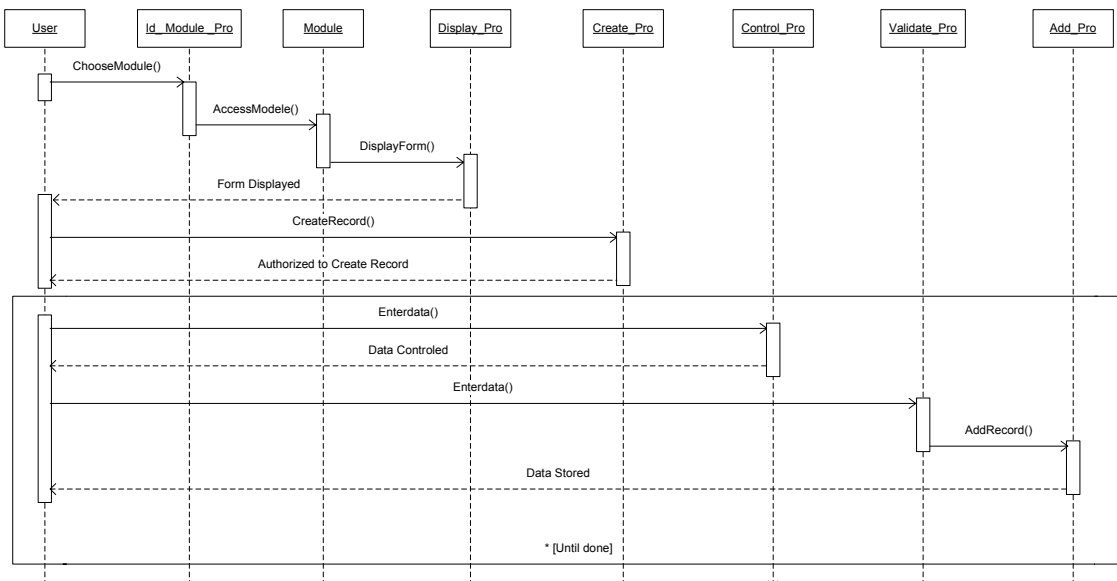 User
Id_ Module _Pro
Module
Display_Pro
Create_Pro
Control_Pro
Validate_Pro
Add_Pro
ChooseModule()
AccessModele()
DisplayForm()
Form Displayed
CreateRecord()
Authorized to Create Record
Enterdata()
Data Controled
Enterdata()
AddRecord()
Data Stored
* [Until done]